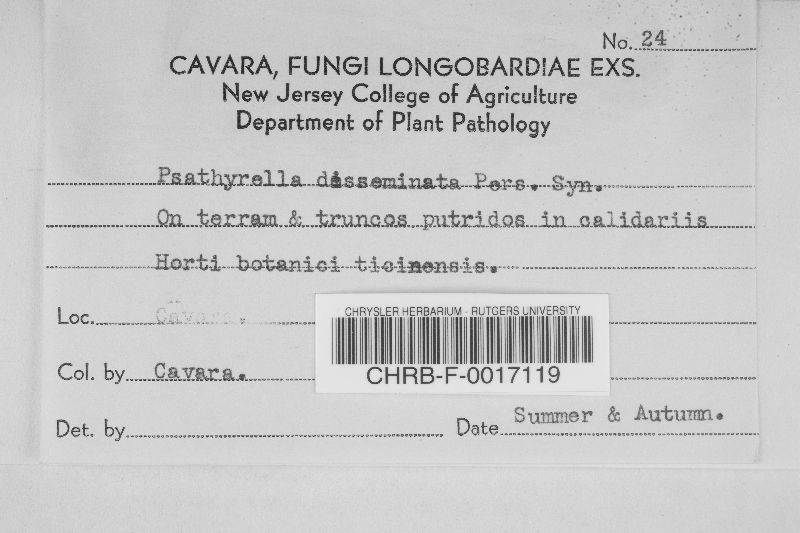 No. 24
CAVARA, FUNGI LONGOBARDIAE EXS.
New Jersey College of Agriculture
Department of Plant Pathology
Psathyrella disseminata Pers. Syn.
On terram & truncos putridos in calidariis
Horti botanici ticinensis.
Loc. Cavara.
CHRYSLER HERBARIUM - RUTGERS UNIVERSITY
CHRB-F-0017119
Col. by Cavara.
Det. by
Date Summer & Autumn.